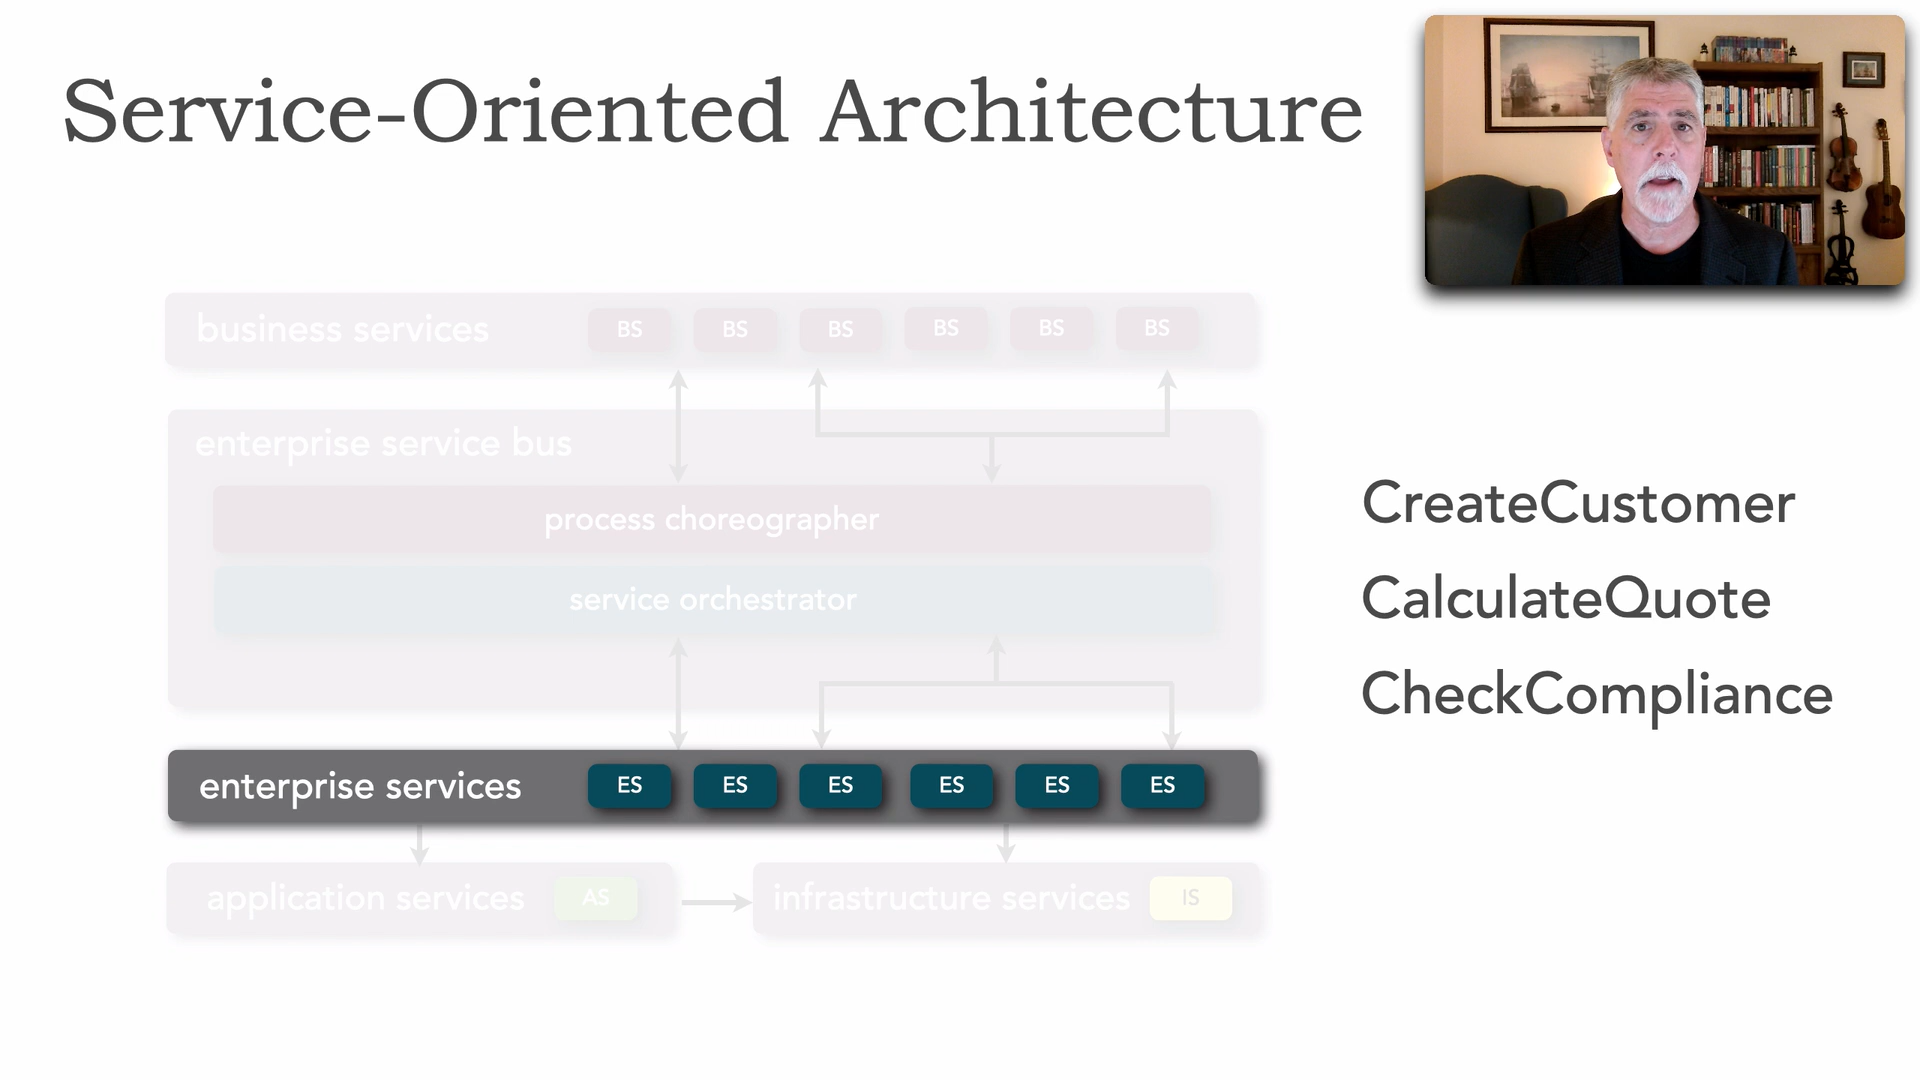 Service-Oriented Architecture
business services BS BS BS BS BS BS
enterprise service bus
process choreographer
service orchestrator
enterprise services ES ES ES ES ES ES
application services AS
infrastructure services IS
CreateCustomer
CalculateQuote
CheckCompliance